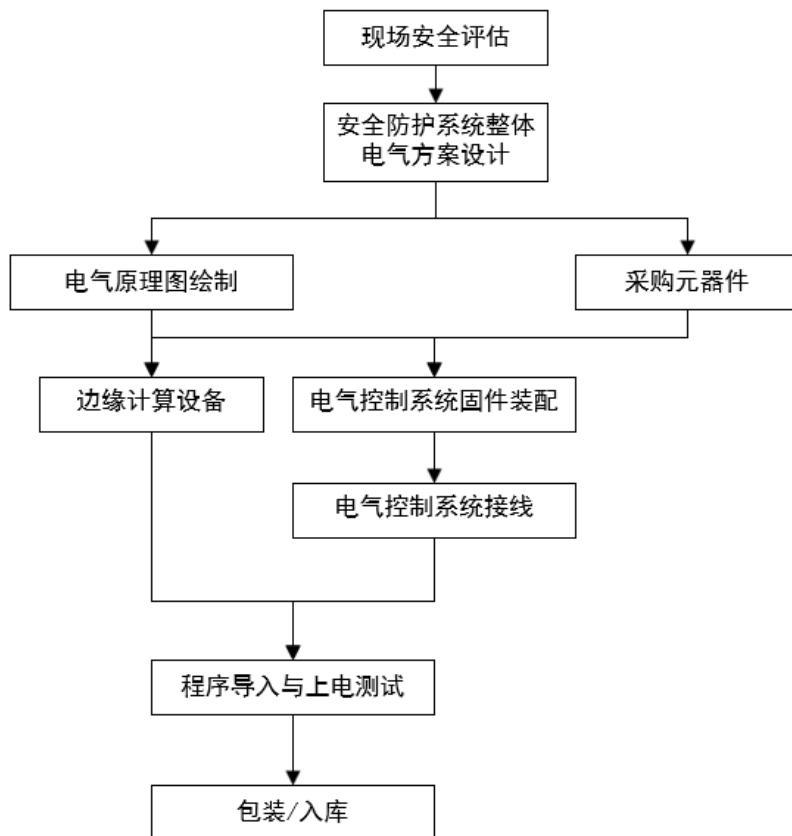 现场安全评估
安全防护系统整体
电气方案设计
电气原理图绘制
采购元器件
边缘计算设备
电气控制系统固件装配
电气控制系统接线
程序导入与上电测试
包装/入库